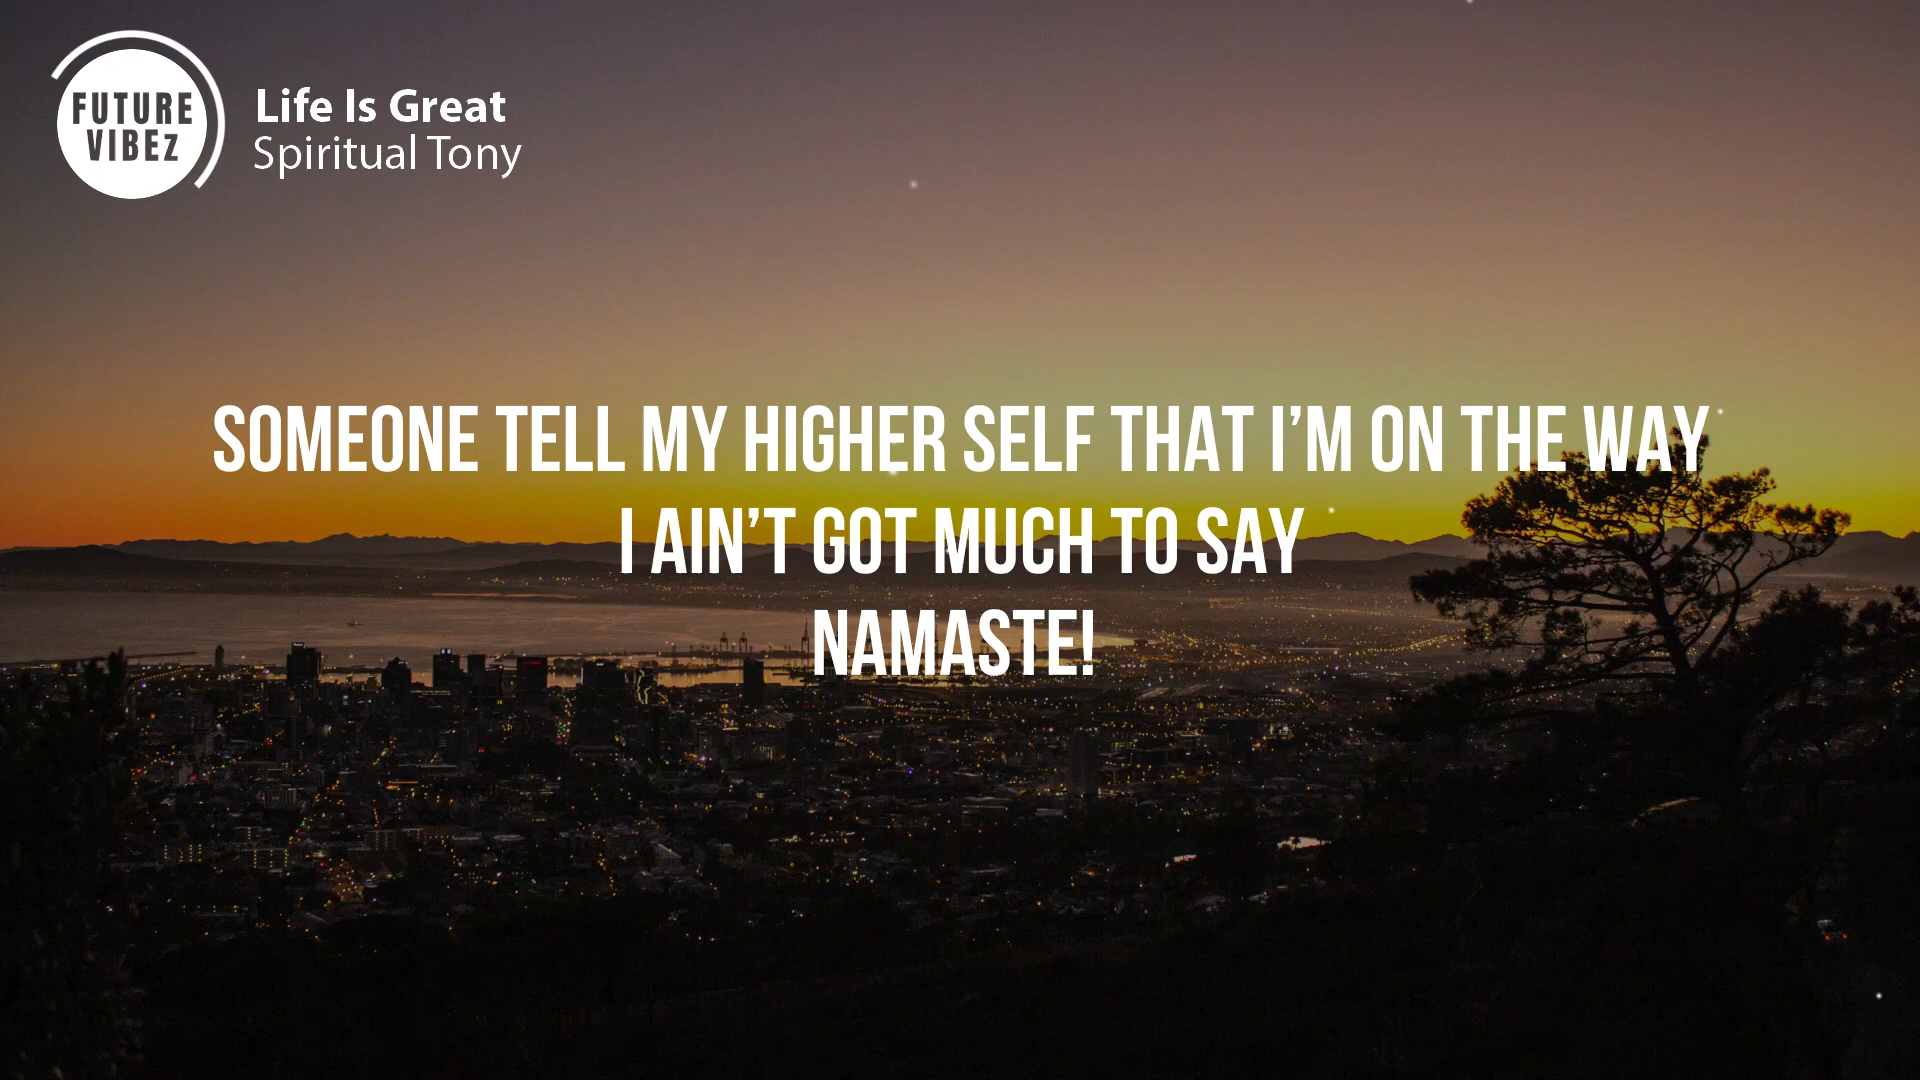 FUTURE
VIBEZ
Life Is Great
Spiritual Tony
SOMEONE TELL MY HIGHER SELF THAT I’M ON THE WAY
I AIN’T GOT MUCH TO SAY
NAMASTE!